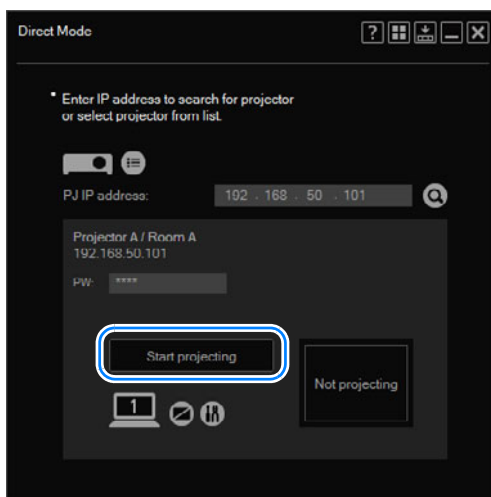 Direct Mode
?
Enter IP address to search for projector
or select projector from list.
PJ IP address: 192 . 168 . 50 . 101
Projector A / Room A
192.168.50.101
PW: ****
Start projecting
Not projecting
1